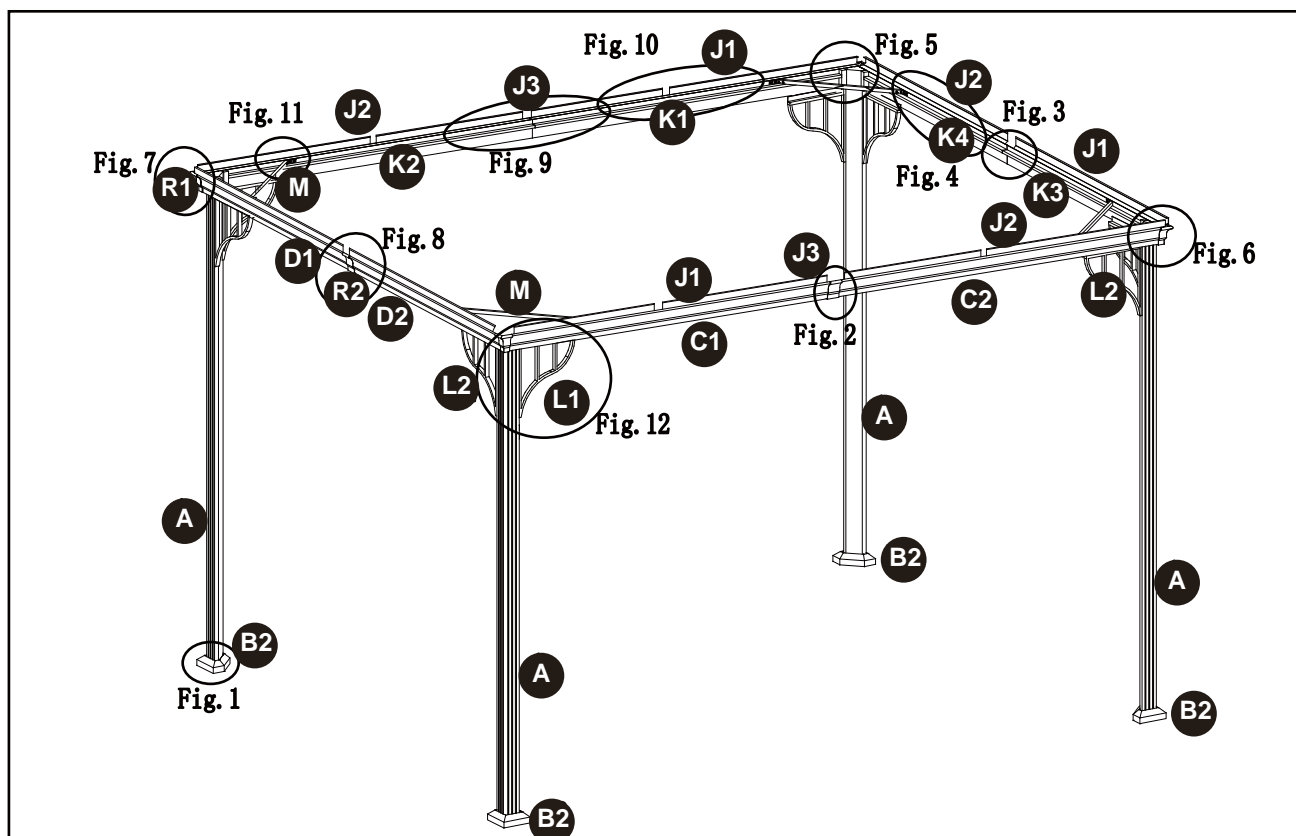 Fig. 10
J1
Fig. 5
J2
Fig. 11
J2
J3
K1
Fig. 3
Fig. 7
R1
M
K2
Fig. 9
K4
Fig. 4
J1
K3
D1
Fig. 8
R2
D2
M
J1
J3
J2
L2
Fig. 6
C2
Fig. 2
C1
L2
L1
Fig. 12
A
A
A
A
B2
B2
B2
B2
Fig. 1